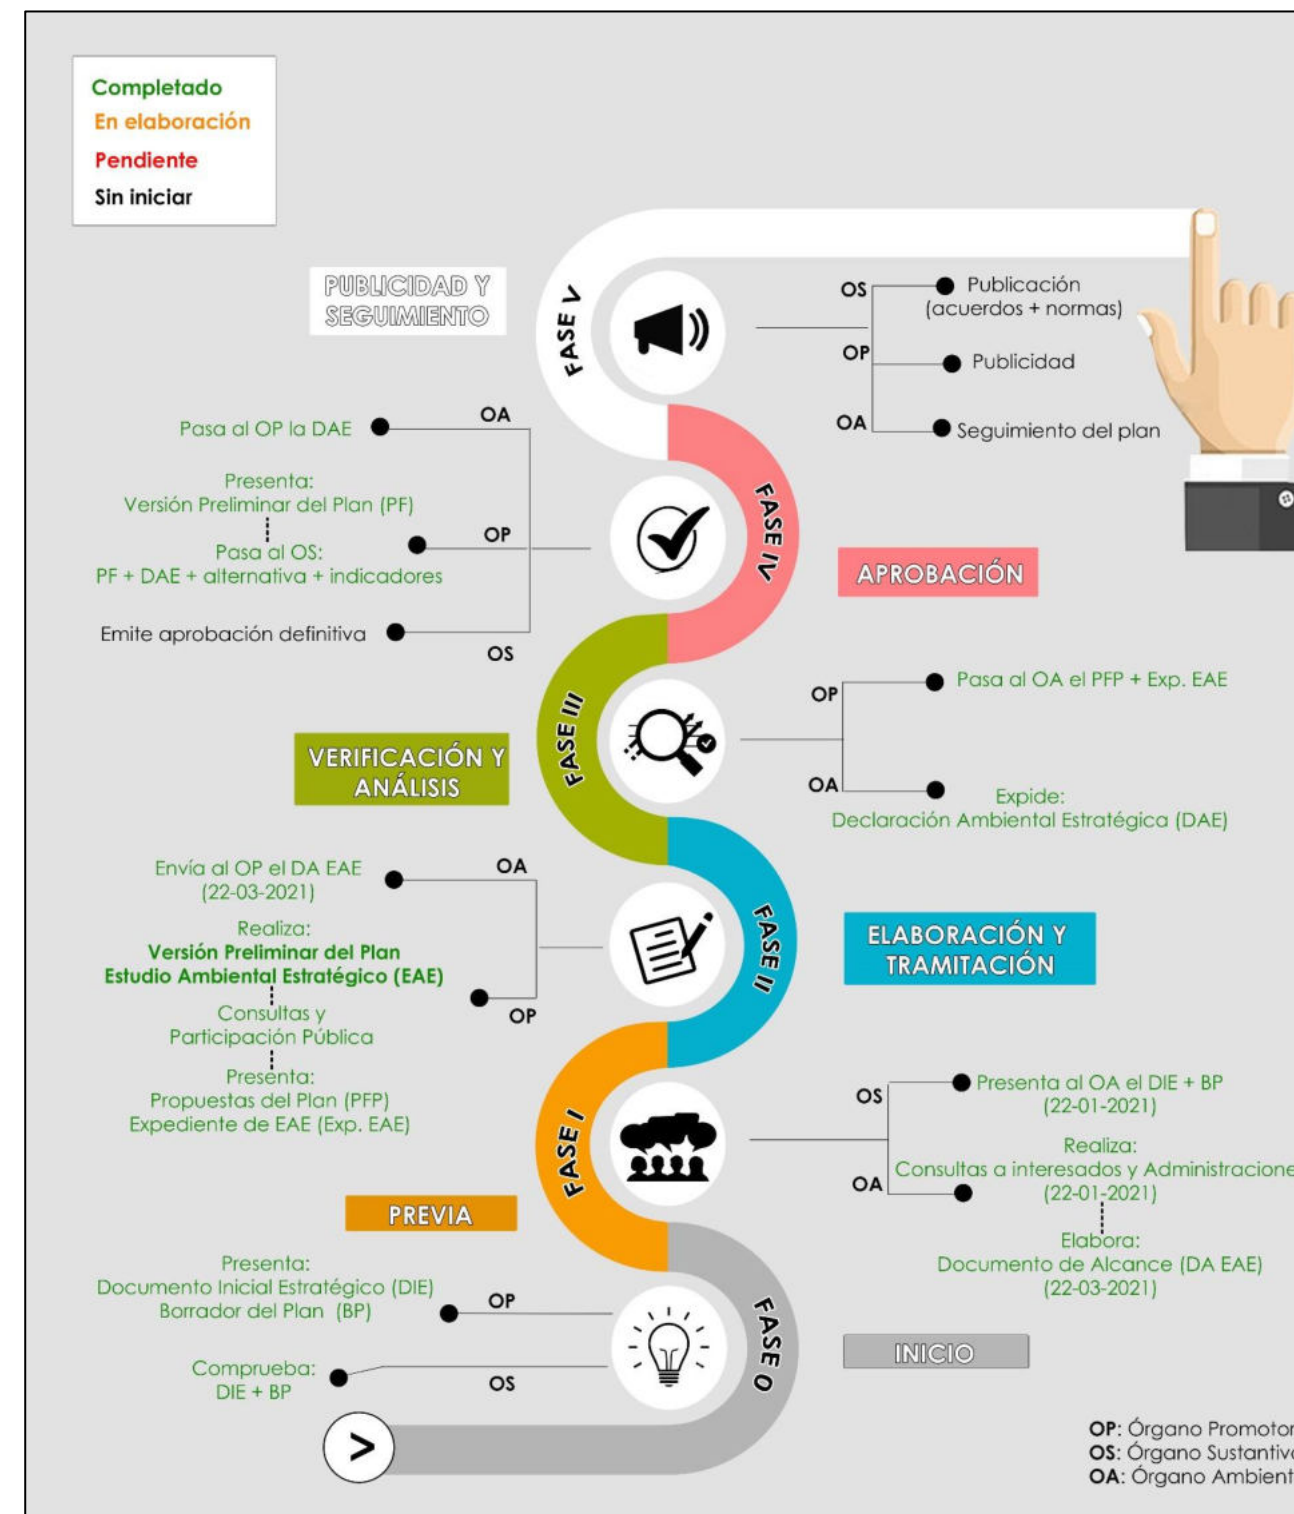 Completado
En elaboración
Pendiente
Sin iniciar
PUBLICIDAD Y
SEGUIMIENTO
FASE V
OS
Publicación
(acuerdos + normas)
OP
Publicidad
OA
Seguimiento del plan
OA
Pasa al OP la DAE
Presenta:
Versión Preliminar del Plan (PF)
OP
Pasa al OS:
PF + DAE + alternativa + indicadores
Emite aprobación definitiva
OS
FASE IV
APROBACIÓN
FASE III
VERIFICACIÓN Y
ANÁLISIS
OP
Pasa al OA el PFP + Exp. EAE
OA
Expide:
Declaración Ambiental Estratégica (DAE)
OA
Envía al OP el DA EAE
(22-03-2021)
Realiza:
Versión Preliminar del Plan
Estudio Ambiental Estratégico (EAE)
OP
Consultas y
Participación Pública
Presenta:
Propuestas del Plan (PFP)
Expediente de EAE (Exp. EAE)
FASE II
ELABORACIÓN Y
TRAMITACIÓN
FASE I
PREVIA
OS
Presenta al OA el DIE + BP
(22-01-2021)
Realiza:
Consultas a interesados y Administracione
OA
(22-01-2021)
Elabora:
Documento de Alcance (DA EAE)
(22-03-2021)
Presenta:
Documento Inicial Estratégico (DIE)
Borrador del Plan (BP)
OP
Comprueba:
DIE + BP
OS
FASE 0
INICIO
>
OP: Órgano Promotor
OS: Órgano Sustantivo
OA: Órgano Ambient